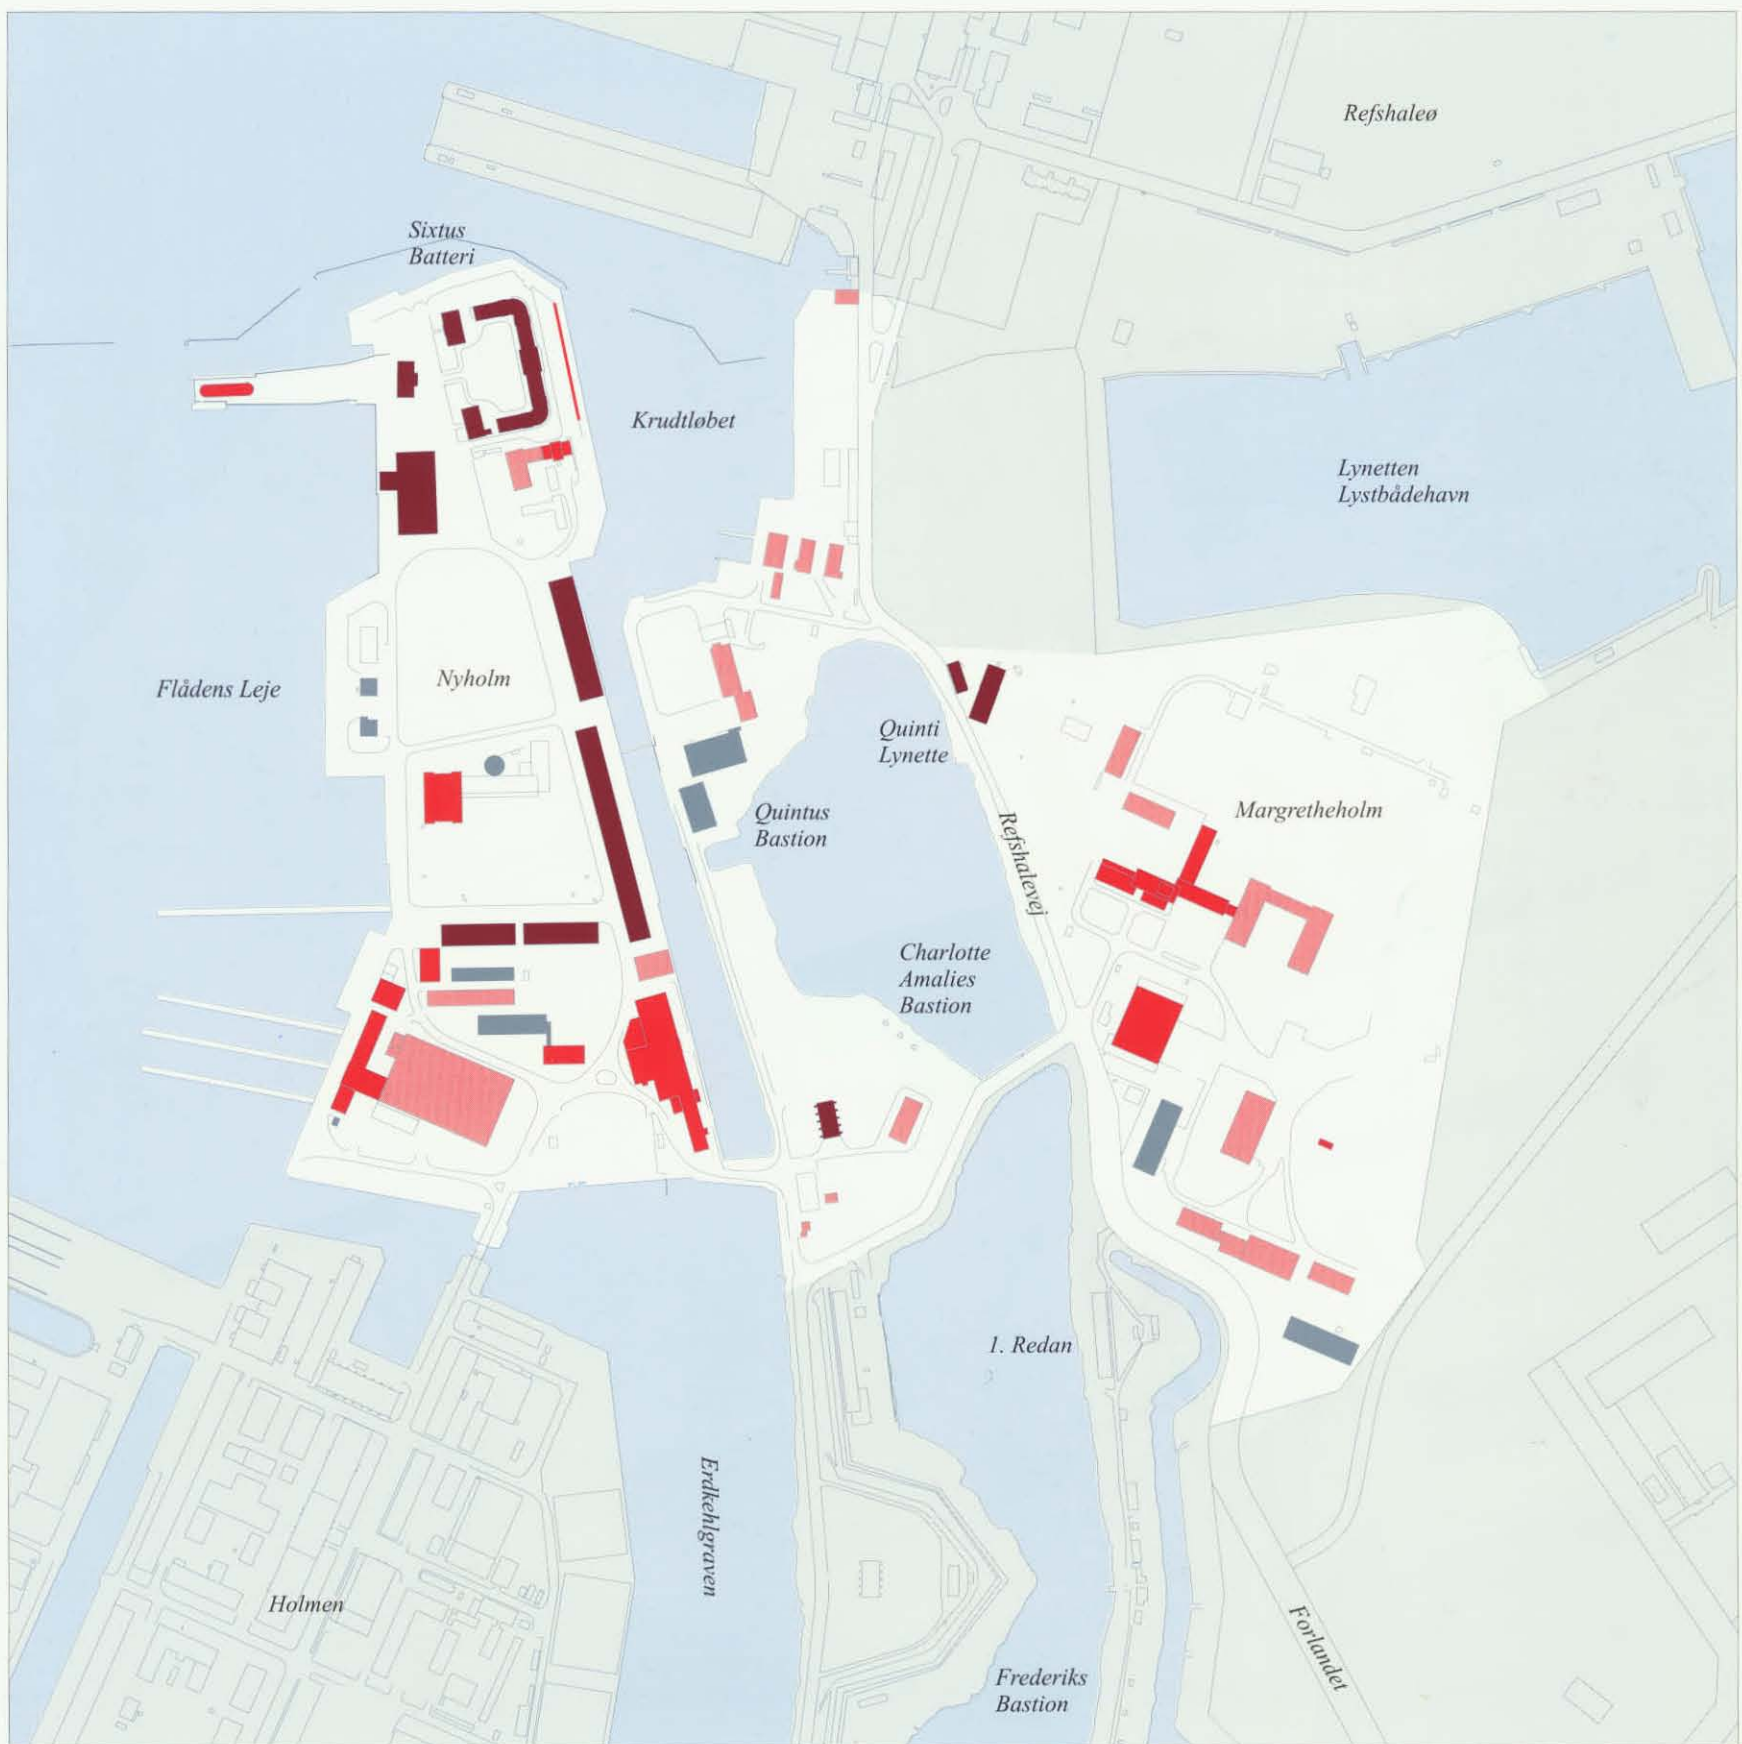 Refshaleø
Sixtus
Batteri
Krudtløbet
Lynetten
Lystbådehavn
Flådens Leje
Nyholm
Quinti
Lynette
Quintus
Bastion
Refshalevej
Margretheholm
Charlotte
Amalies
Bastion
1. Redan
Erdkehlgraven
Holmen
Forlandet
Frederiks
Bastion